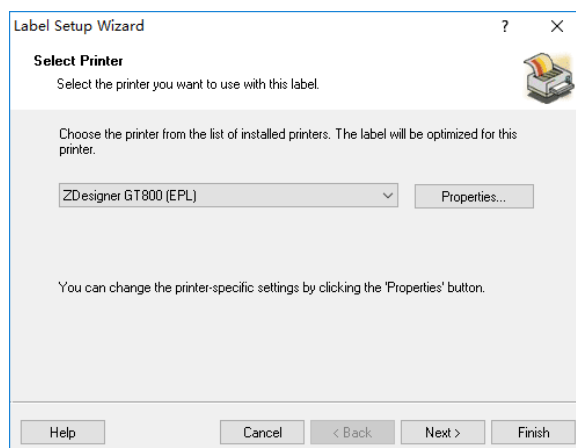 Label Setup Wizard
?
Select Printer
Select the printer you want to use with this label.
Choose the printer from the list of installed printers. The label will be optimized for this
printer.
ZDesigner GT800 (EPL)
Properties...
You can change the printer-specific settings by clicking the 'Properties' button.
Help
Cancel
< Back
Next >
Finish